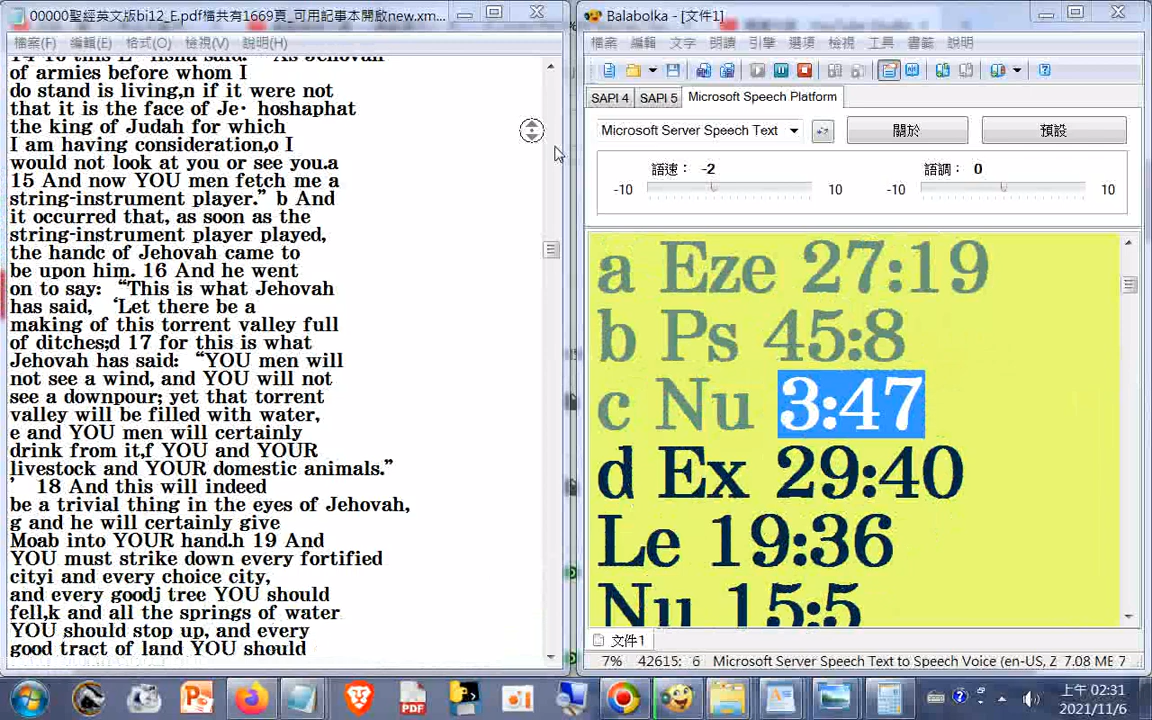 00000聖經英文版bi12_E.pdf檔共有1669頁_可用記事本開啟new.xm...
檔案(F) 編輯(E) 格式(O) 檢視(V) 說明(H)
14 To this E·lisha said: "As Jehovah
of armies before whom I
do stand is living,n if it were not
that it is the face of Je·hoshaphat
the king of Judah for which
I am having consideration,o I
would not look at you or see you.a
15 And now YOU men fetch me a
string-instrument player." b And
it occurred that, as soon as the
string-instrument player played,
the handc of Jehovah came to
be upon him. 16 And he went
on to say: "This is what Jehovah
has said, 'Let there be a
making of this torrent valley full
of ditches;d 17 for this is what
Jehovah has said: "YOU men will
not see a wind, and YOU will not
see a downpour; yet that torrent
valley will be filled with water,
e and YOU men will certainly
drink from it,f YOU and YOUR
livestock and YOUR domestic animals."
' 18 And this will indeed
be a trivial thing in the eyes of Jehovah,
g and he will certainly give
Moab into YOUR hand.h 19 And
YOU must strike down every fortified
cityi and every choice city,
and every goodj tree YOU should
fell,k and all the springs of water
YOU should stop up, and every
good tract of land YOU should
Balabolka - [文件1]
檔案 編輯 文字 朗讀 引擎 選項 檢視 工具 書籤 說明
SAPI 4 SAPI 5 Microsoft Speech Platform
Microsoft Server Speech Text 關於 預設
語速: -2 語調: 0
-10 10 -10 10
a Eze 27:19
b Ps 45:8
c Nu 3:47
d Ex 29:40
Le 19:36
Nu 15:5
文件1
7% 42615: 6 Microsoft Server Speech Text to Speech Voice (en-US, Z 7.08 MB 7
PDF
上午 02:31
2021/11/6